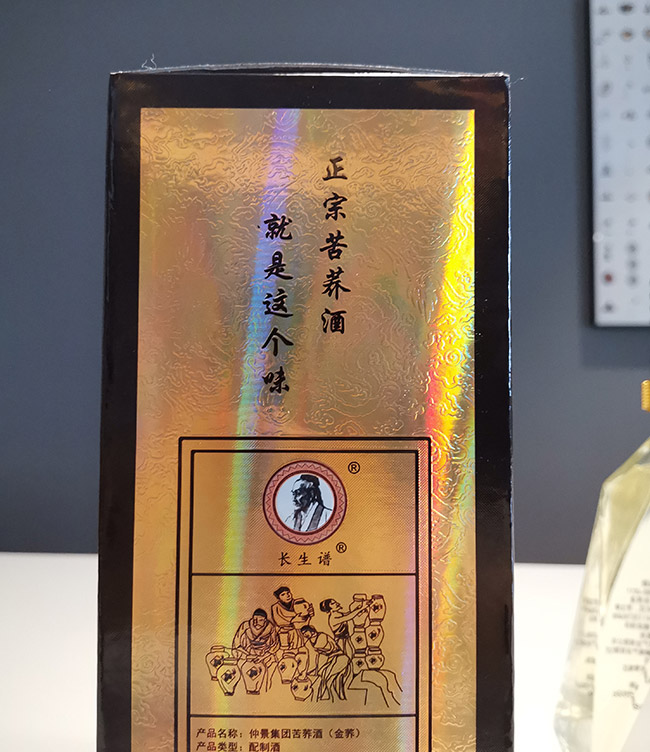 正宗苦荞酒
就是这个味
®
长生谱®
产品名称：仲景集团苦荞酒（金荞）
产品类型：配制酒